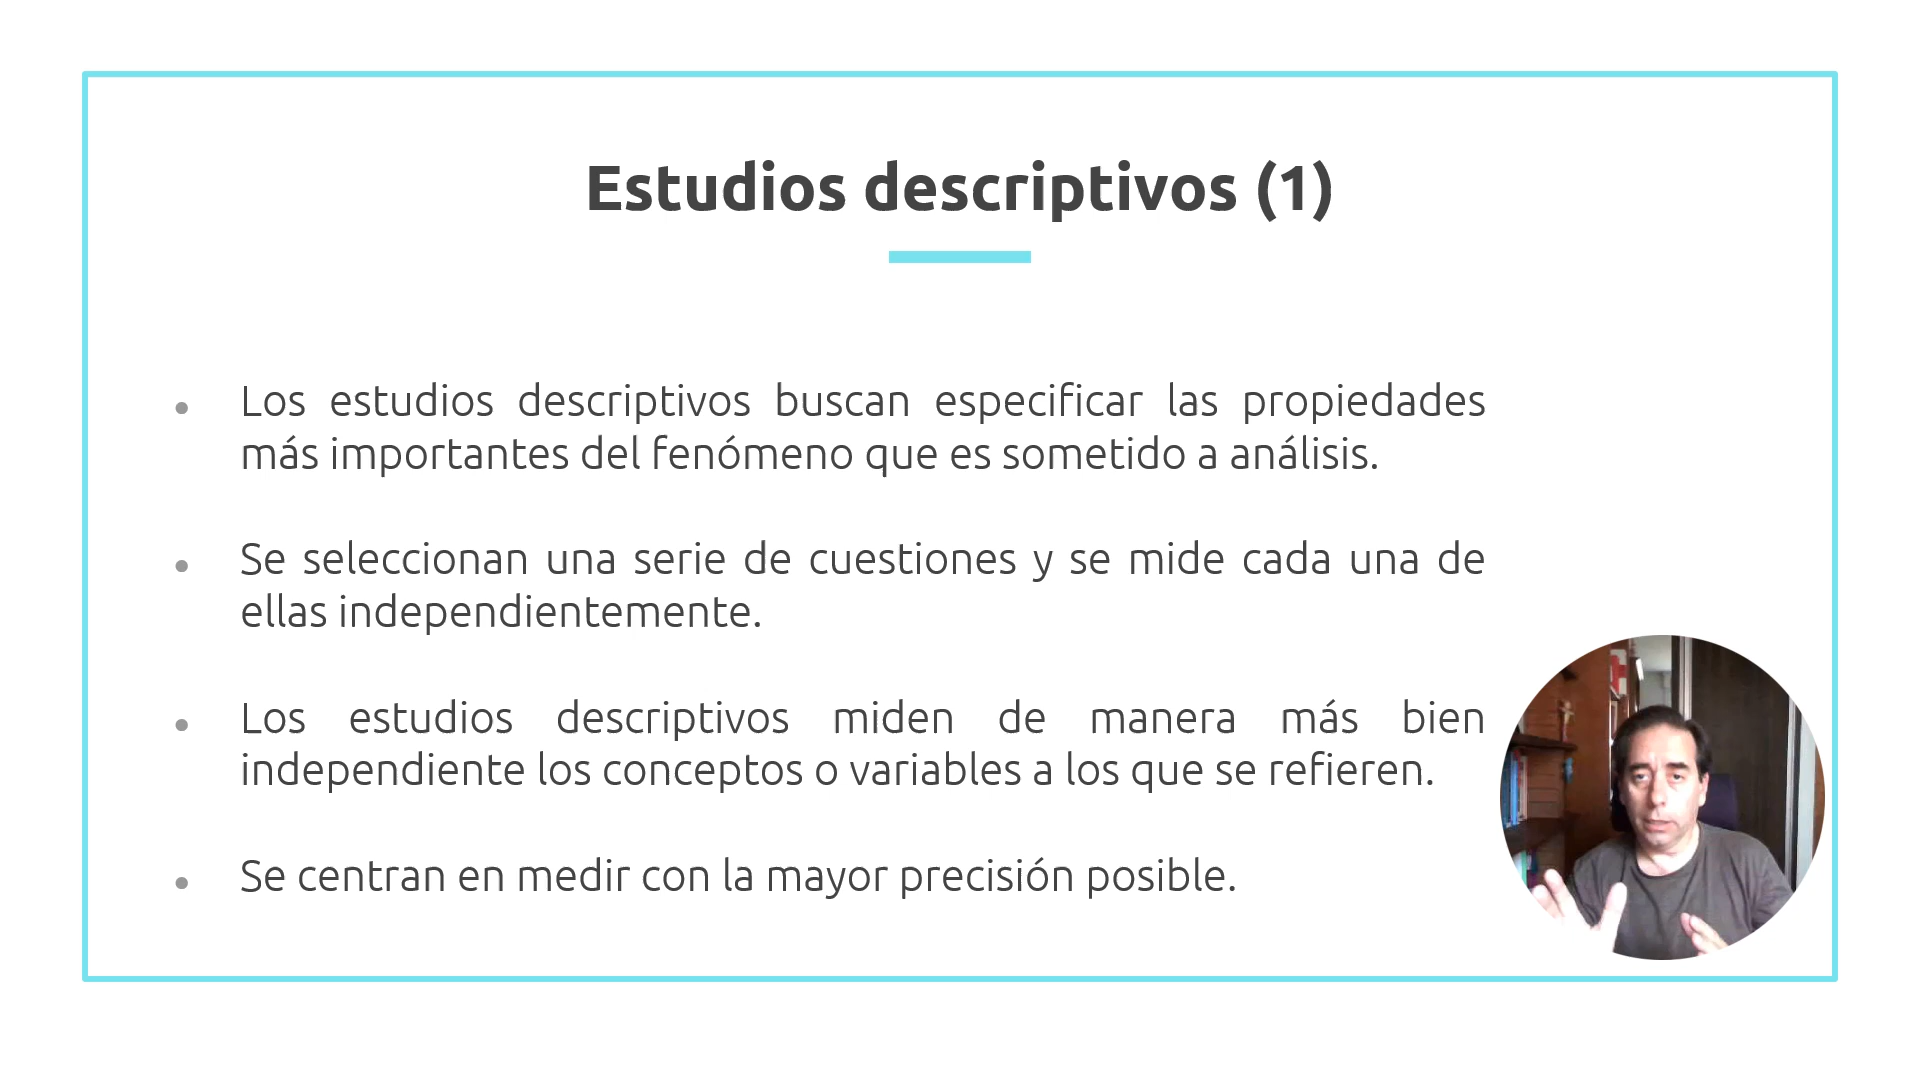 Estudios descriptivos (1)
Los estudios descriptivos buscan especificar las propiedades
más importantes del fenómeno que es sometido a análisis.
Se seleccionan una serie de cuestiones y se mide cada una de
ellas independientemente.
Los estudios descriptivos miden de manera más bien
independiente los conceptos o variables a los que se refieren.
Se centran en medir con la mayor precisión posible.